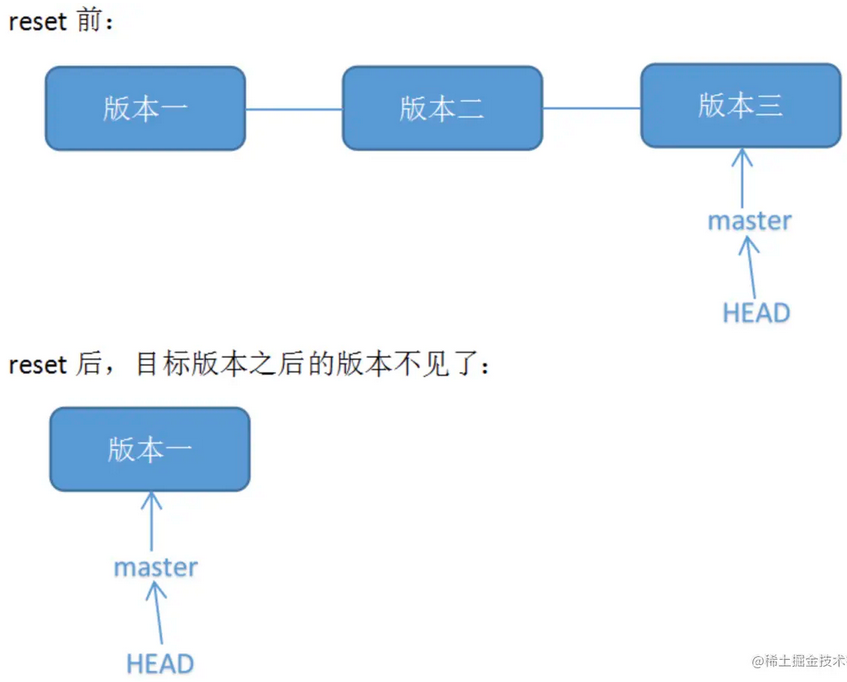 reset 前：
版本一
版本二
版本三
master
HEAD
reset 后，目标版本之后的版本不见了：
版本一
master
HEAD
@稀土掘金技术